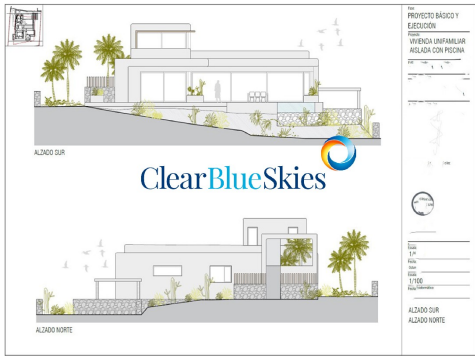 PROYECTO BÁSICO Y
EJECUCIÓN
VIVIENDA UNIFAMILIAR
AISLADA CON PISCINA
ALZADO SUR
ClearBlueSkies
ALZADO NORTE
1/100
ALZADO SUR
ALZADO NORTE